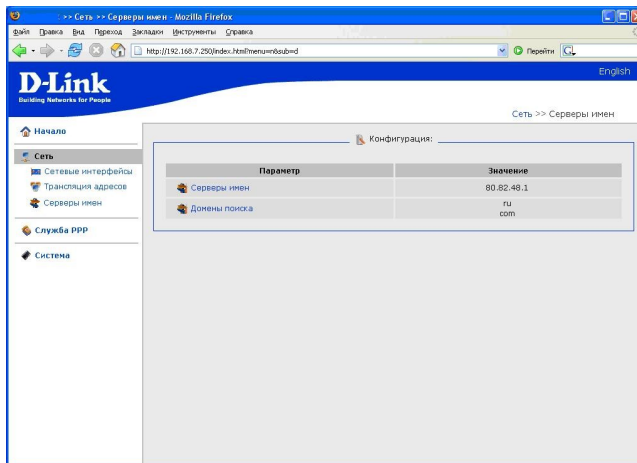 : >> Сеть >> Серверы имен - Mozilla Firefox
Файл Правка Вид Переход Закладки Инструменты Справка
http://192.168.7.250/index.html?menu=n&sub=d Перейти G
English
D-Link
Building Networks for People
Сеть >> Серверы имен
Начало
Сеть
Сетевые интерфейсы
Трансляция адресов
Серверы имен
Служба PPP
Система
Конфигурация:
Параметр Значение
Серверы имен 80.82.48.1
Домены поиска ru
com